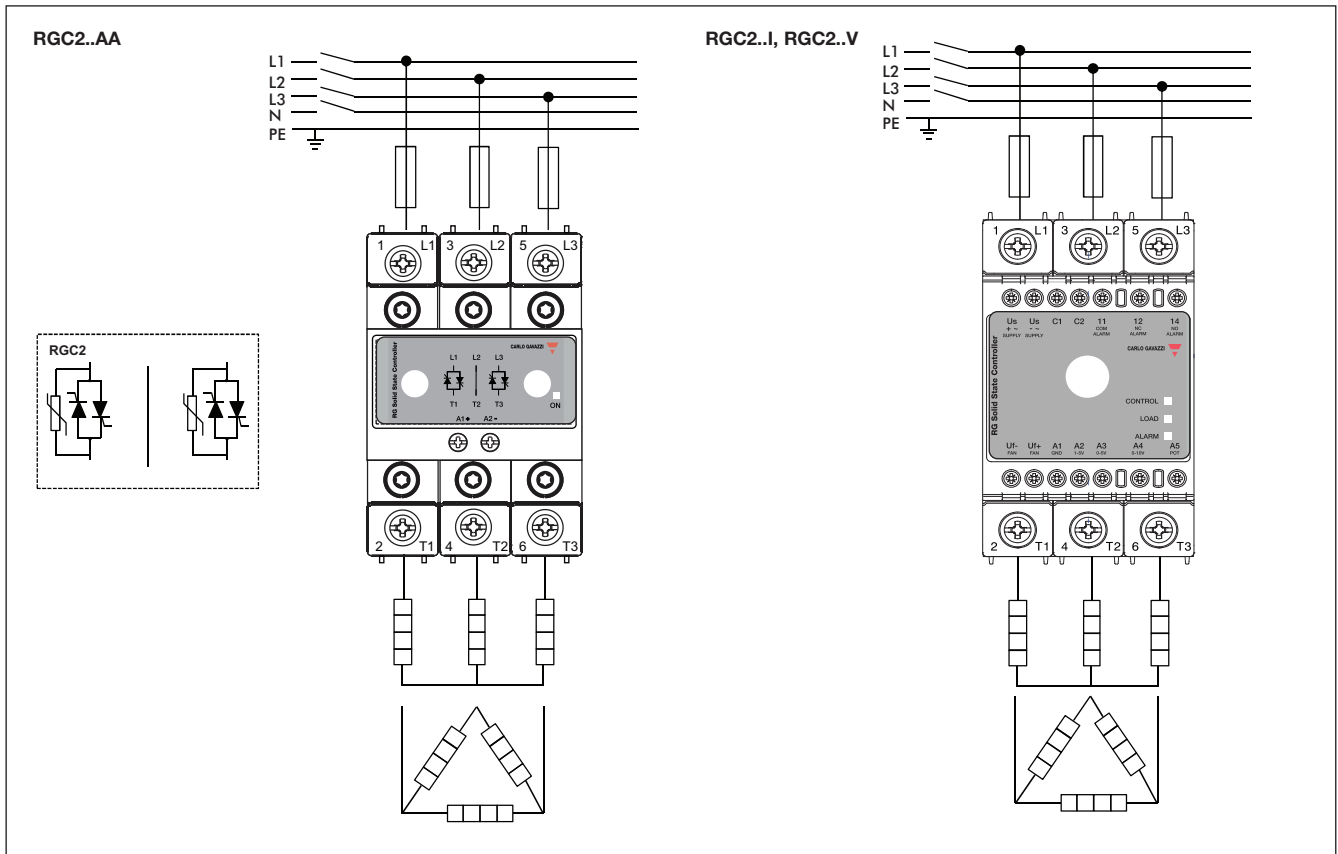 RGC2..AA
L1
L2
L3
N
PE
1 L1 3 L2 5 L3
RG Solid State Controller
CARLO GAVAZZI
L1 L2 L3
T1 T2 T3
ON
A1+ A2-
2 T1 4 T2 6 T3
RGC2
RGC2..I, RGC2..V
L1
L2
L3
N
PE
1 L1 3 L2 5 L3
Us Us C1 C2 11 12 14
+ ~ - ~ COM NC NO
SUPPLY SUPPLY ALARM ALARM ALARM
CARLO GAVAZZI
RG Solid State Controller
CONTROL
LOAD
ALARM
Uf- Uf+ A1 A2 A3 A4 A5
FAN FAN GND 1-5V 0-5V 0-10V POT
2 T1 4 T2 6 T3